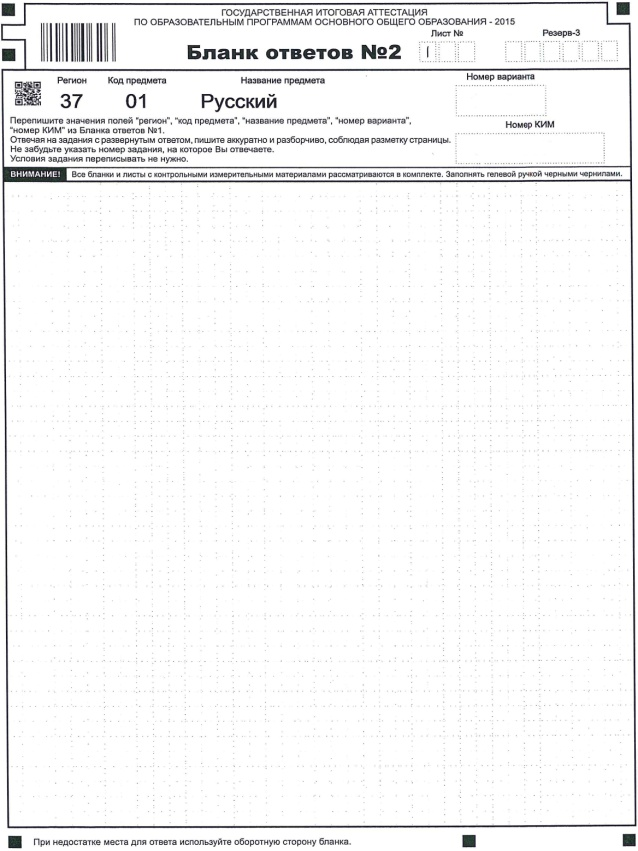 ГОСУДАРСТВЕННАЯ ИТОГОВАЯ АТТЕСТАЦИЯ
ПО ОБРАЗОВАТЕЛЬНЫМ ПРОГРАММАМ ОСНОВНОГО ОБЩЕГО ОБРАЗОВАНИЯ - 2015
Бланк ответов №2
Лист №
1
Резерв-3
Регион
Код предмета
Название предмета
Номер варианта
37
01
Русский
Номер КИМ
Перепишите значения полей "регион", "код предмета", "название предмета", "номер варианта",
"номер КИМ" из Бланка ответов №1.
Отвечая на задания с развернутым ответом, пишите аккуратно и разборчиво, соблюдая разметку страницы.
Не забудьте указать номер задания, на которое Вы отвечаете.
Условия задания переписывать не нужно.
ВНИМАНИЕ! Все бланки и листы с контрольными измерительными материалами рассматриваются в комплекте. Заполнять гелевой ручкой черными чернилами.
При недостатке места для ответа используйте оборотную сторону бланка.